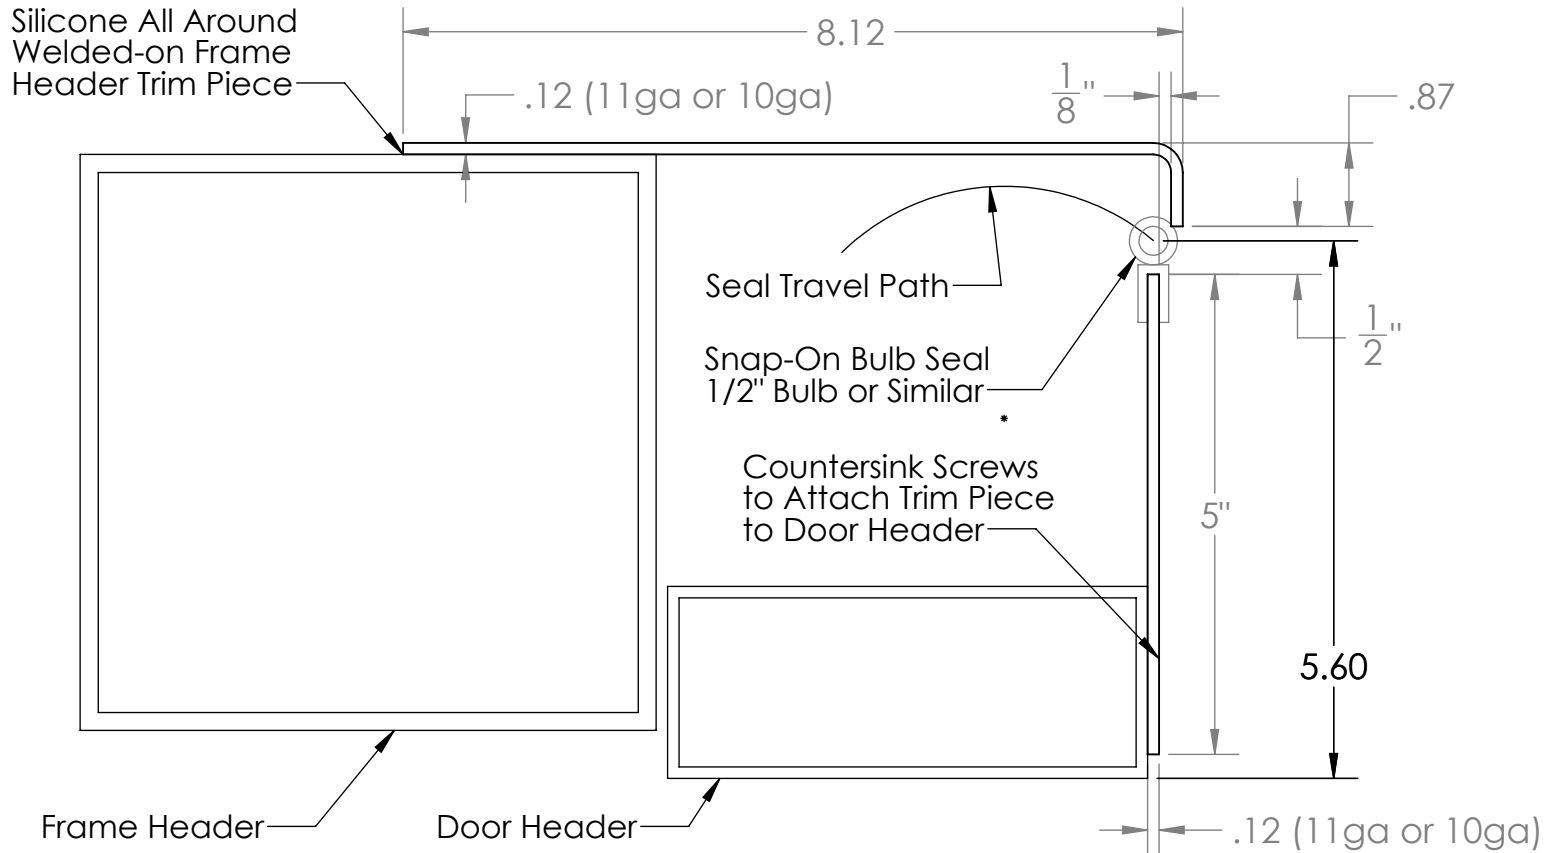 Silicone All Around
Welded-on Frame
Header Trim Piece
8.12
.12 (11ga or 10ga)
1/8"
.87
Seal Travel Path
Snap-On Bulb Seal
1/2" Bulb or Similar
1/2"
*
Countersink Screws
to Attach Trim Piece
to Door Header
5"
5.60
Frame Header
Door Header
.12 (11ga or 10ga)